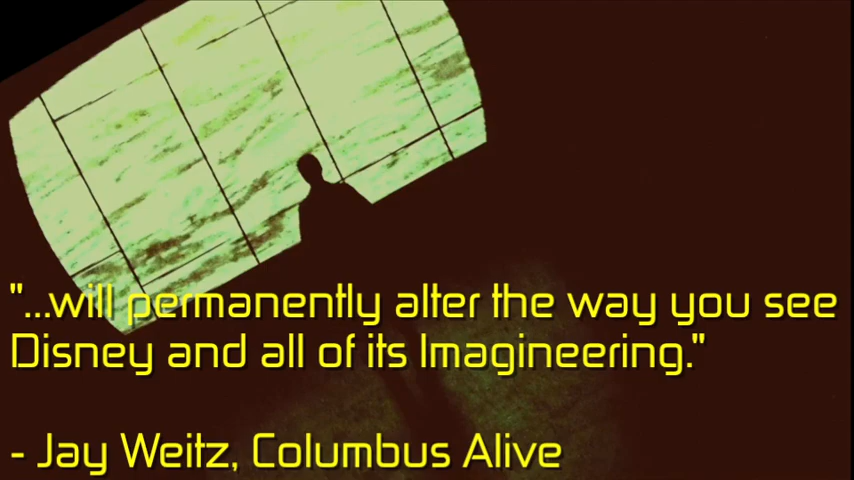 "...will permanently alter the way you see
Disney and all of its Imagineering."
- Jay Weitz, Columbus Alive